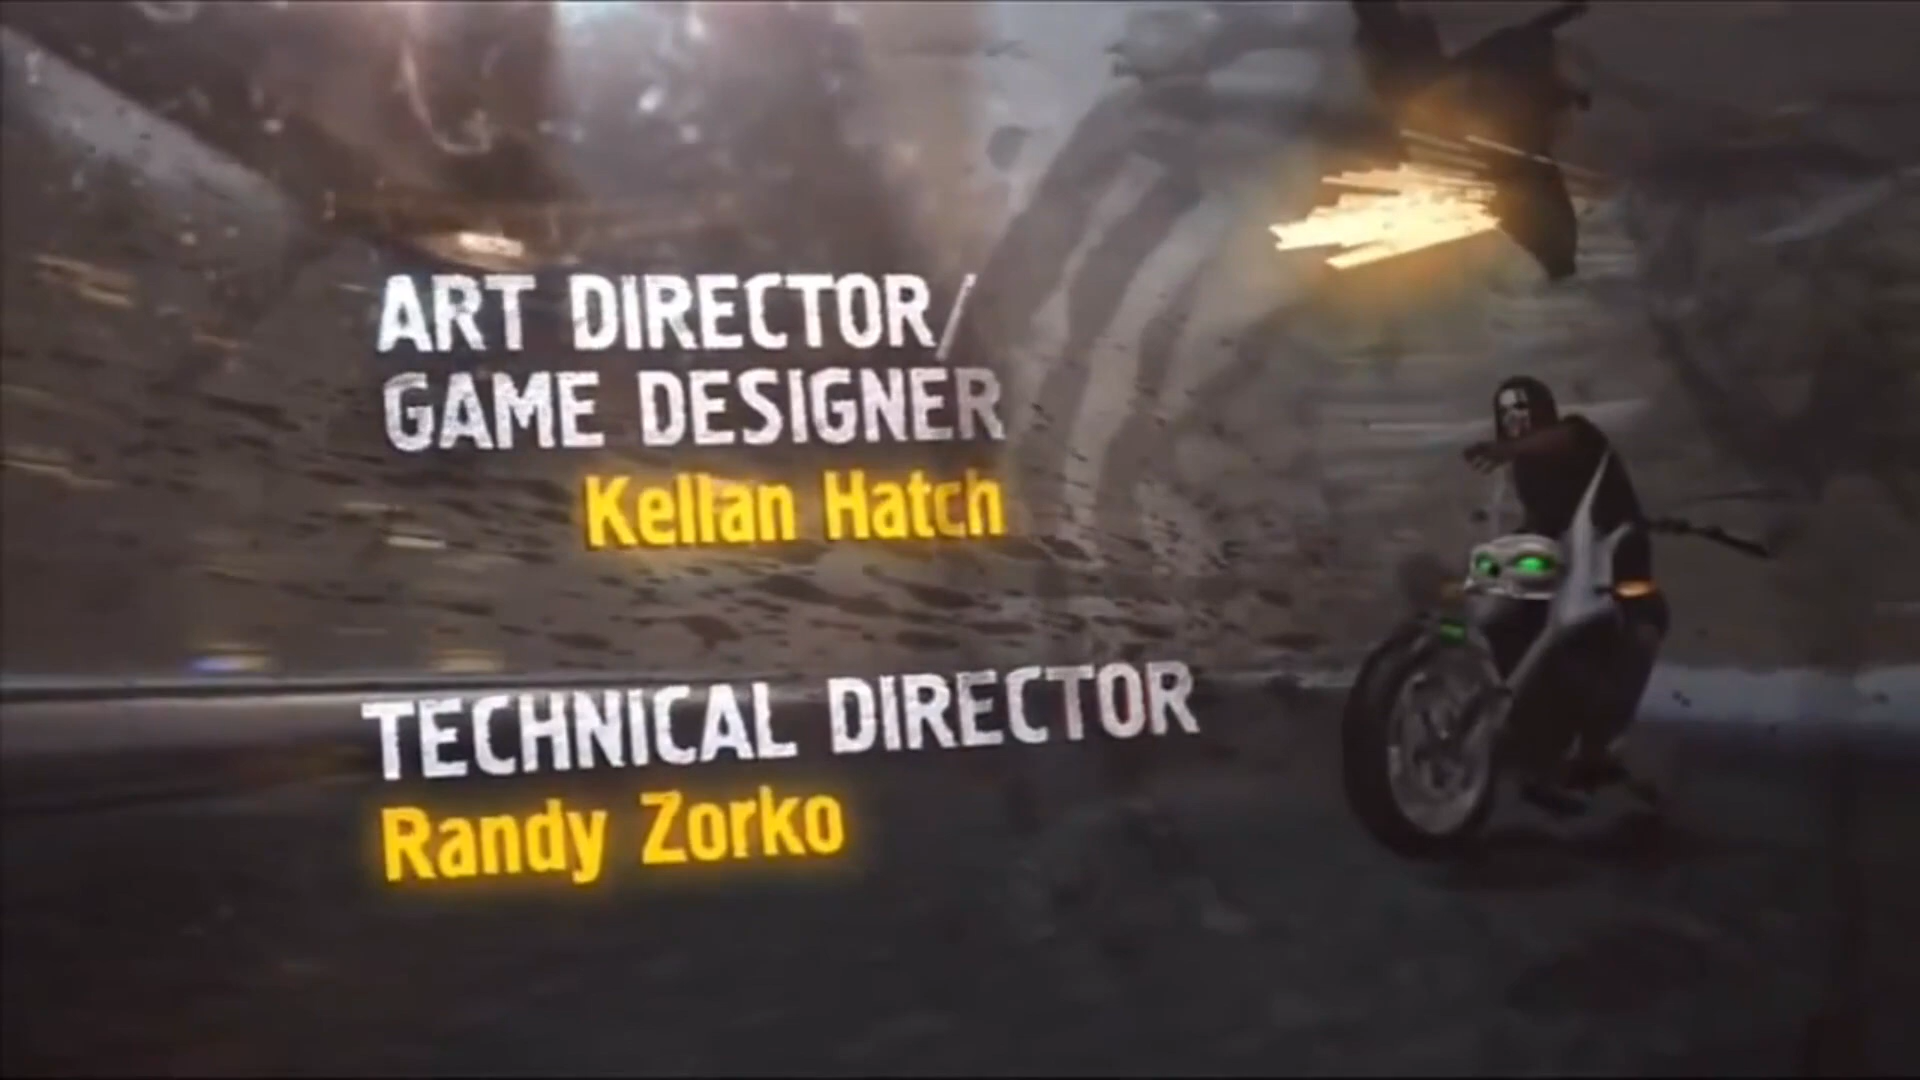 ART DIRECTOR/
GAME DESIGNER
Kellan Hatch
TECHNICAL DIRECTOR
Randy Zorko